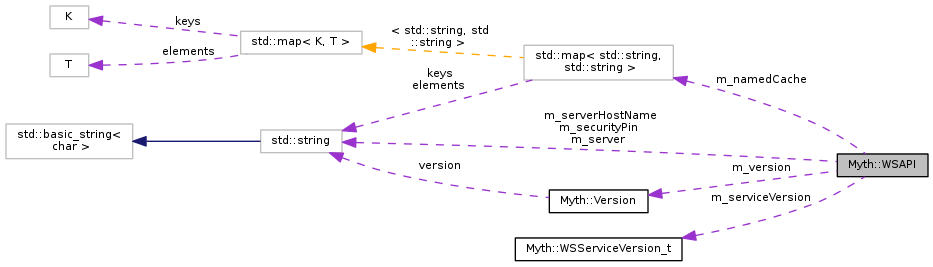 K
keys
std::map< K, T >
elements
T
< std::string, std
::string >
std::map< std::string,
std::string >
m_namedCache
keys
elements
std::basic_string<
char >
std::string
m_serverHostName
m_securityPin
m_server
Myth::WSAPI
version
m_version
Myth::Version
m_serviceVersion
Myth::WSServiceVersion_t